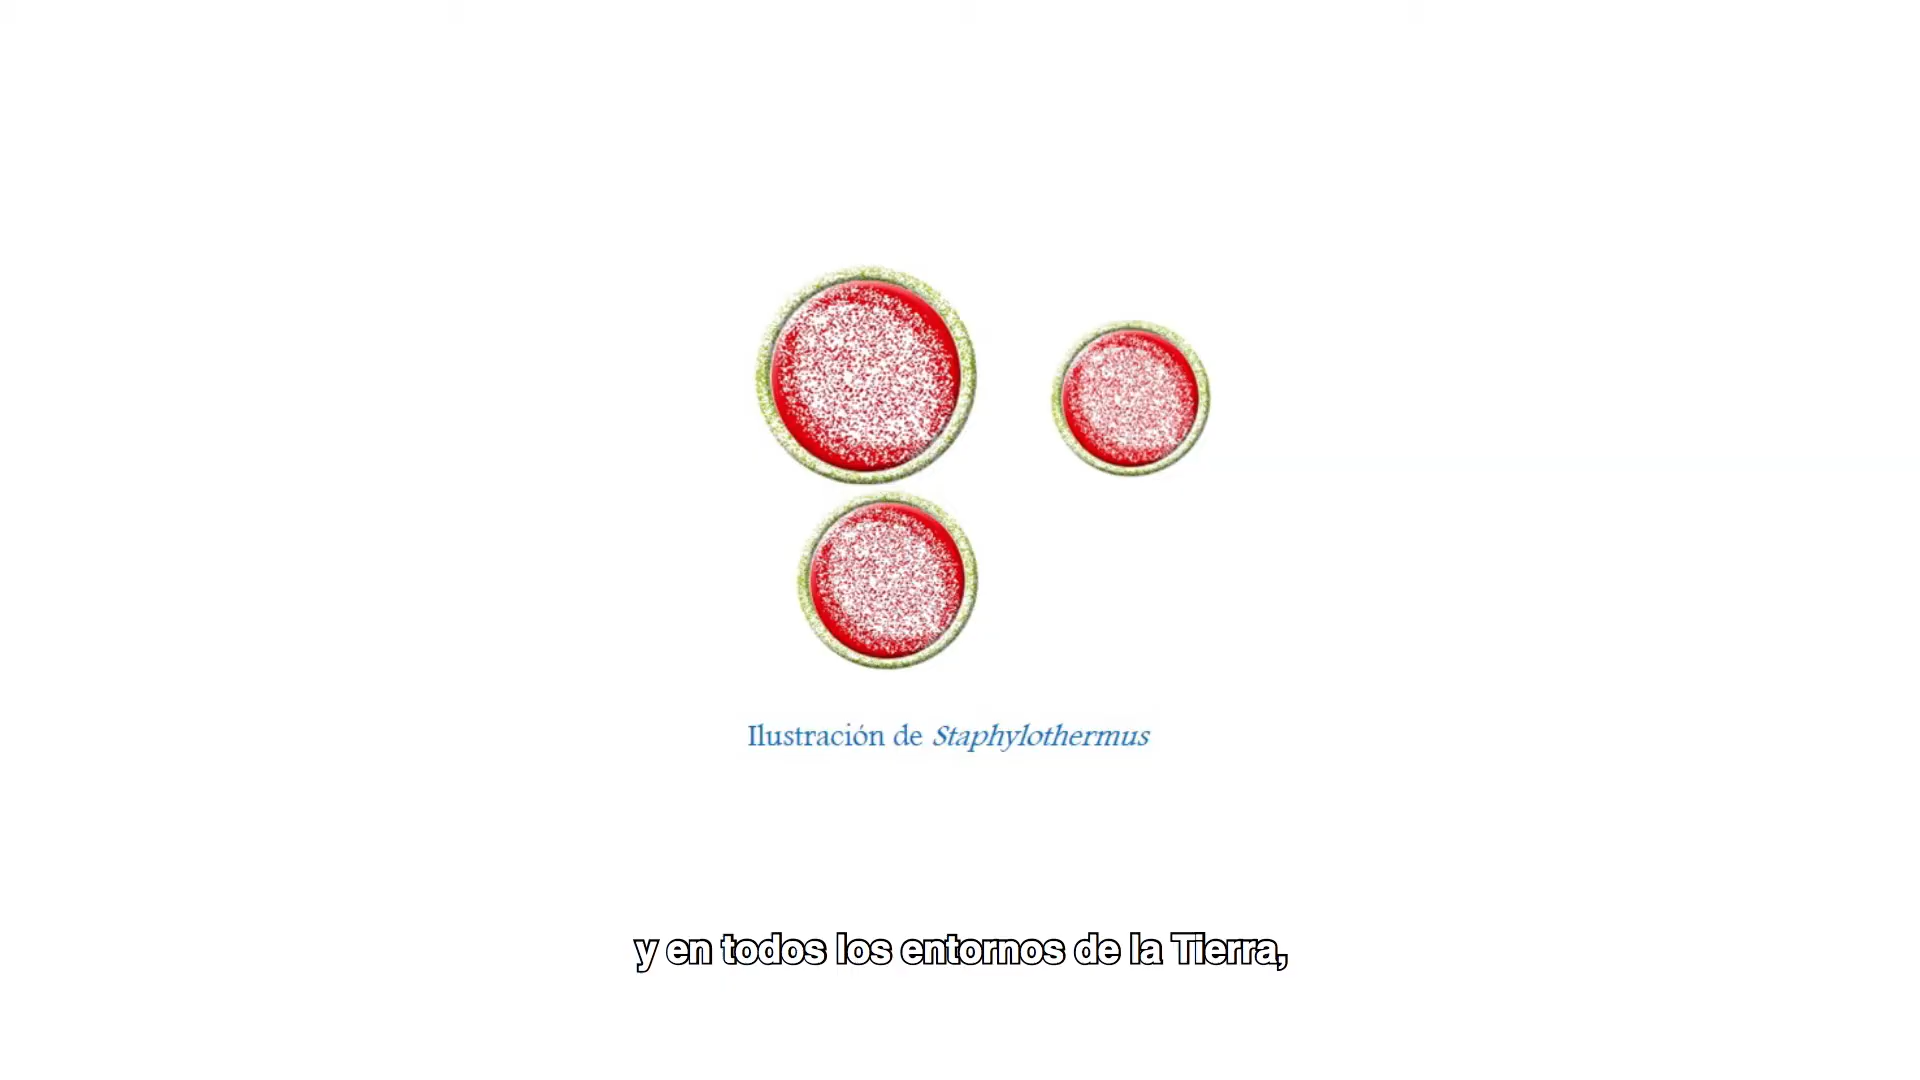 Ilustración de Staphylothermus
y en todos los entornos de la Tierra,